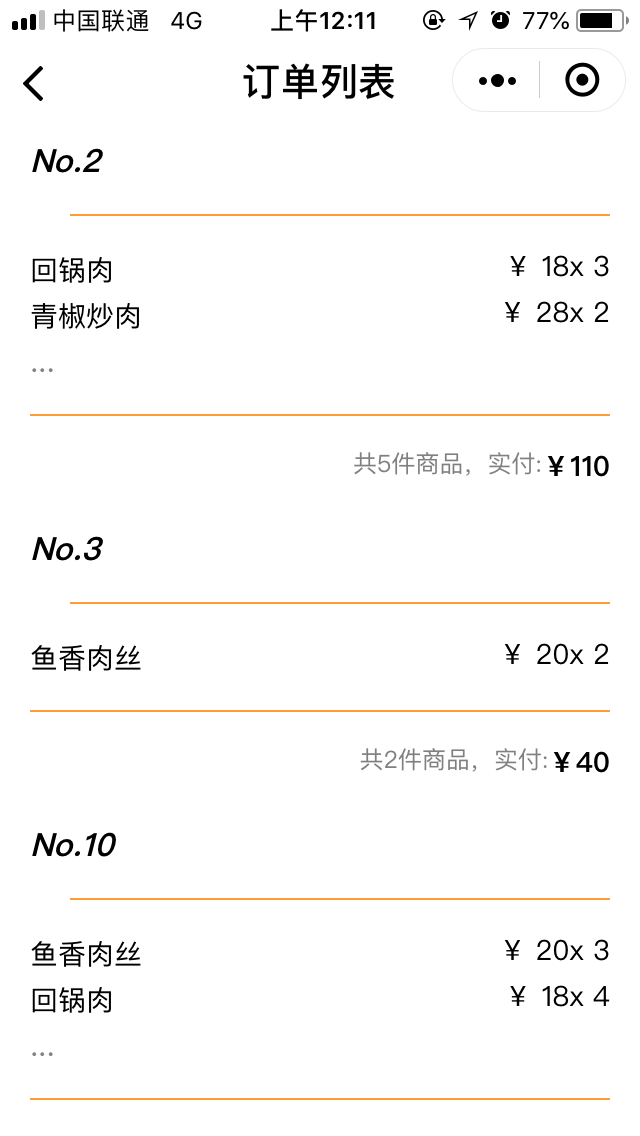 中国联通 4G 上午12:11 77%
订单列表
No.2
回锅肉 ¥ 18x 3
青椒炒肉 ¥ 28x 2
...
共5件商品，实付: ¥110
No.3
鱼香肉丝 ¥ 20x 2
共2件商品，实付: ¥40
No.10
鱼香肉丝 ¥ 20x 3
回锅肉 ¥ 18x 4
...